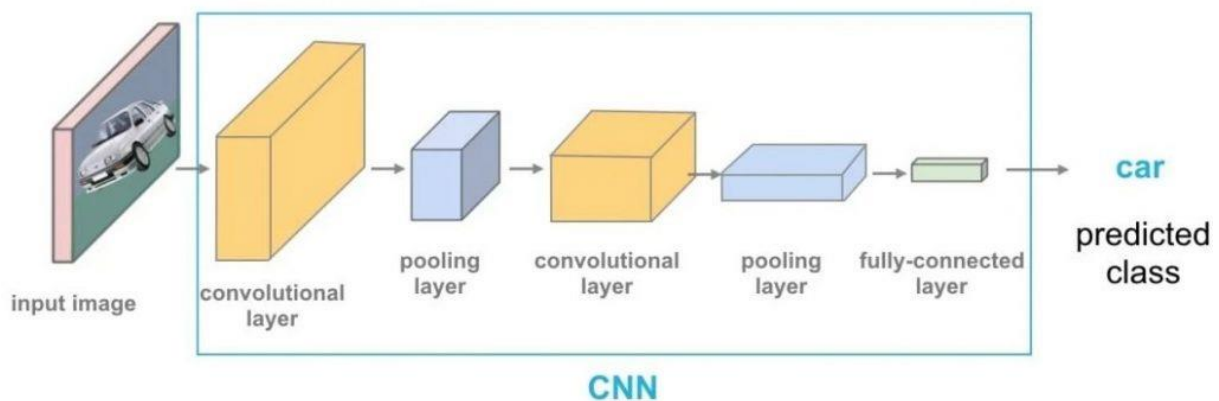 input image
convolutional
layer
pooling
layer
convolutional
layer
pooling
layer
fully-connected
layer
car
predicted
class
CNN